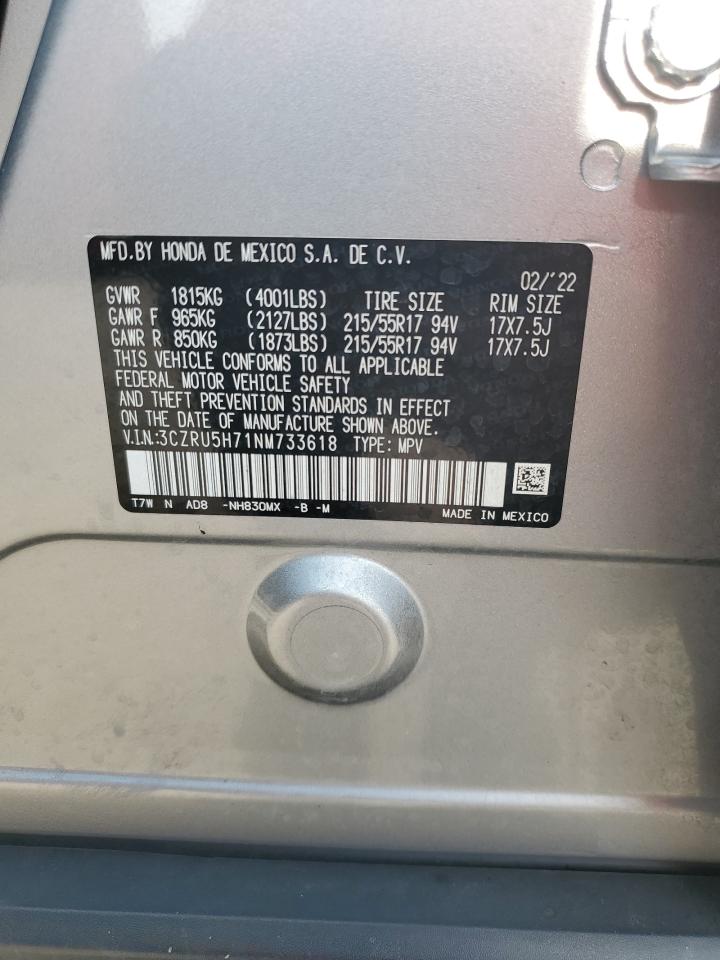 MFD.BY HONDA DE MEXICO S.A. DE C.V.
02/'22
GVWR 1815KG (4001LBS) TIRE SIZE RIM SIZE
GAWR F 965KG (2127LBS) 215/55R17 94V 17X7.5J
GAWR R 850KG (1873LBS) 215/55R17 94V 17X7.5J
THIS VEHICLE CONFORMS TO ALL APPLICABLE
FEDERAL MOTOR VEHICLE SAFETY
AND THEFT PREVENTION STANDARDS IN EFFECT
ON THE DATE OF MANUFACTURE SHOWN ABOVE.
V.I.N.:3CZRU5H71NM733618 TYPE: MPV
T7W N AD8 -NH830MX -B -M MADE IN MEXICO